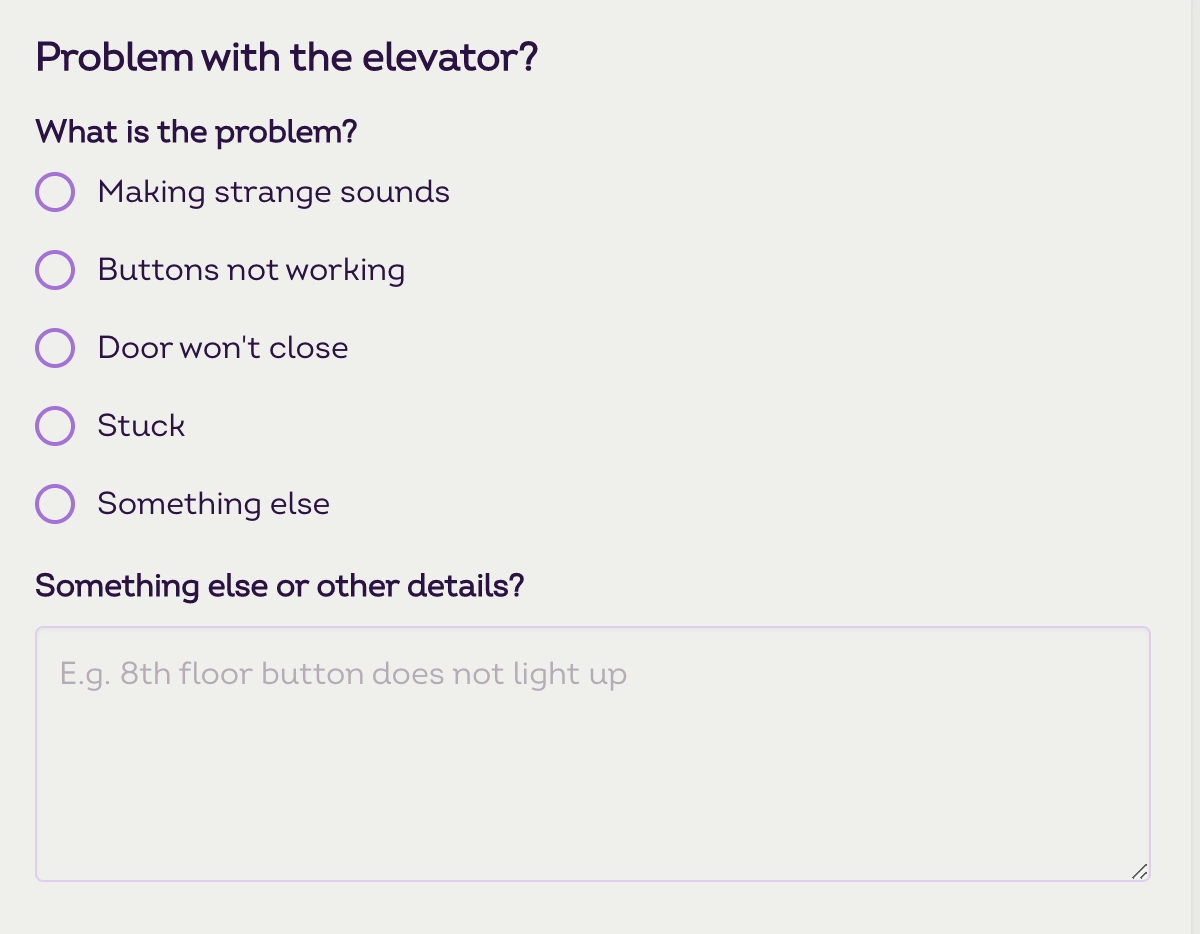 Problem with the elevator?
What is the problem?
Making strange sounds
Buttons not working
Door won't close
Stuck
Something else
Something else or other details?
E.g. 8th floor button does not light up